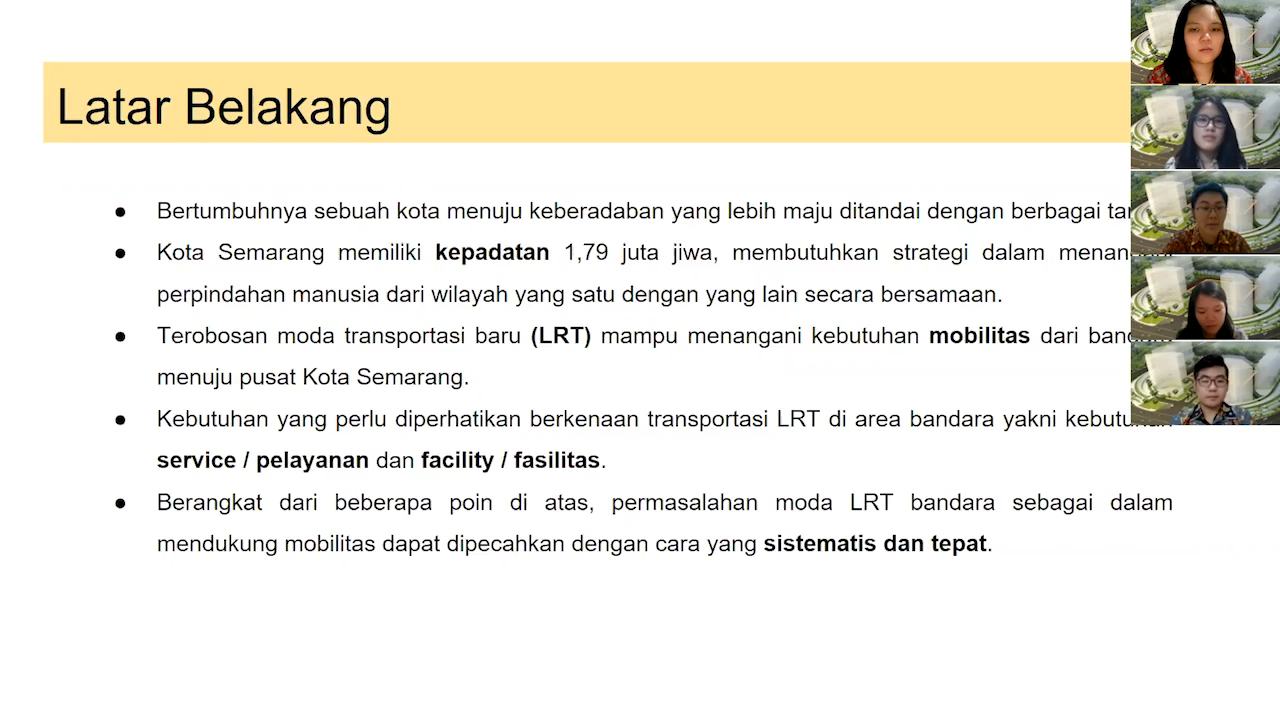 Latar Belakang
● Bertumbuhnya sebuah kota menuju keberadaban yang lebih maju ditandai dengan berbagai
● Kota Semarang memiliki kepadatan 1,79 juta jiwa, membutuhkan strategi dalam
perpindahan manusia dari wilayah yang satu dengan yang lain secara bersamaan.
● Terobosan moda transportasi baru (LRT) mampu menangani kebutuhan mobilitas dari
menuju pusat Kota Semarang.
● Kebutuhan yang perlu diperhatikan berkenaan transportasi LRT di area bandara yakni kebutuhan
service / pelayanan dan facility / fasilitas.
● Berangkat dari beberapa poin di atas, permasalahan moda LRT bandara sebagai dalam
mendukung mobilitas dapat dipecahkan dengan cara yang sistematis dan tepat.